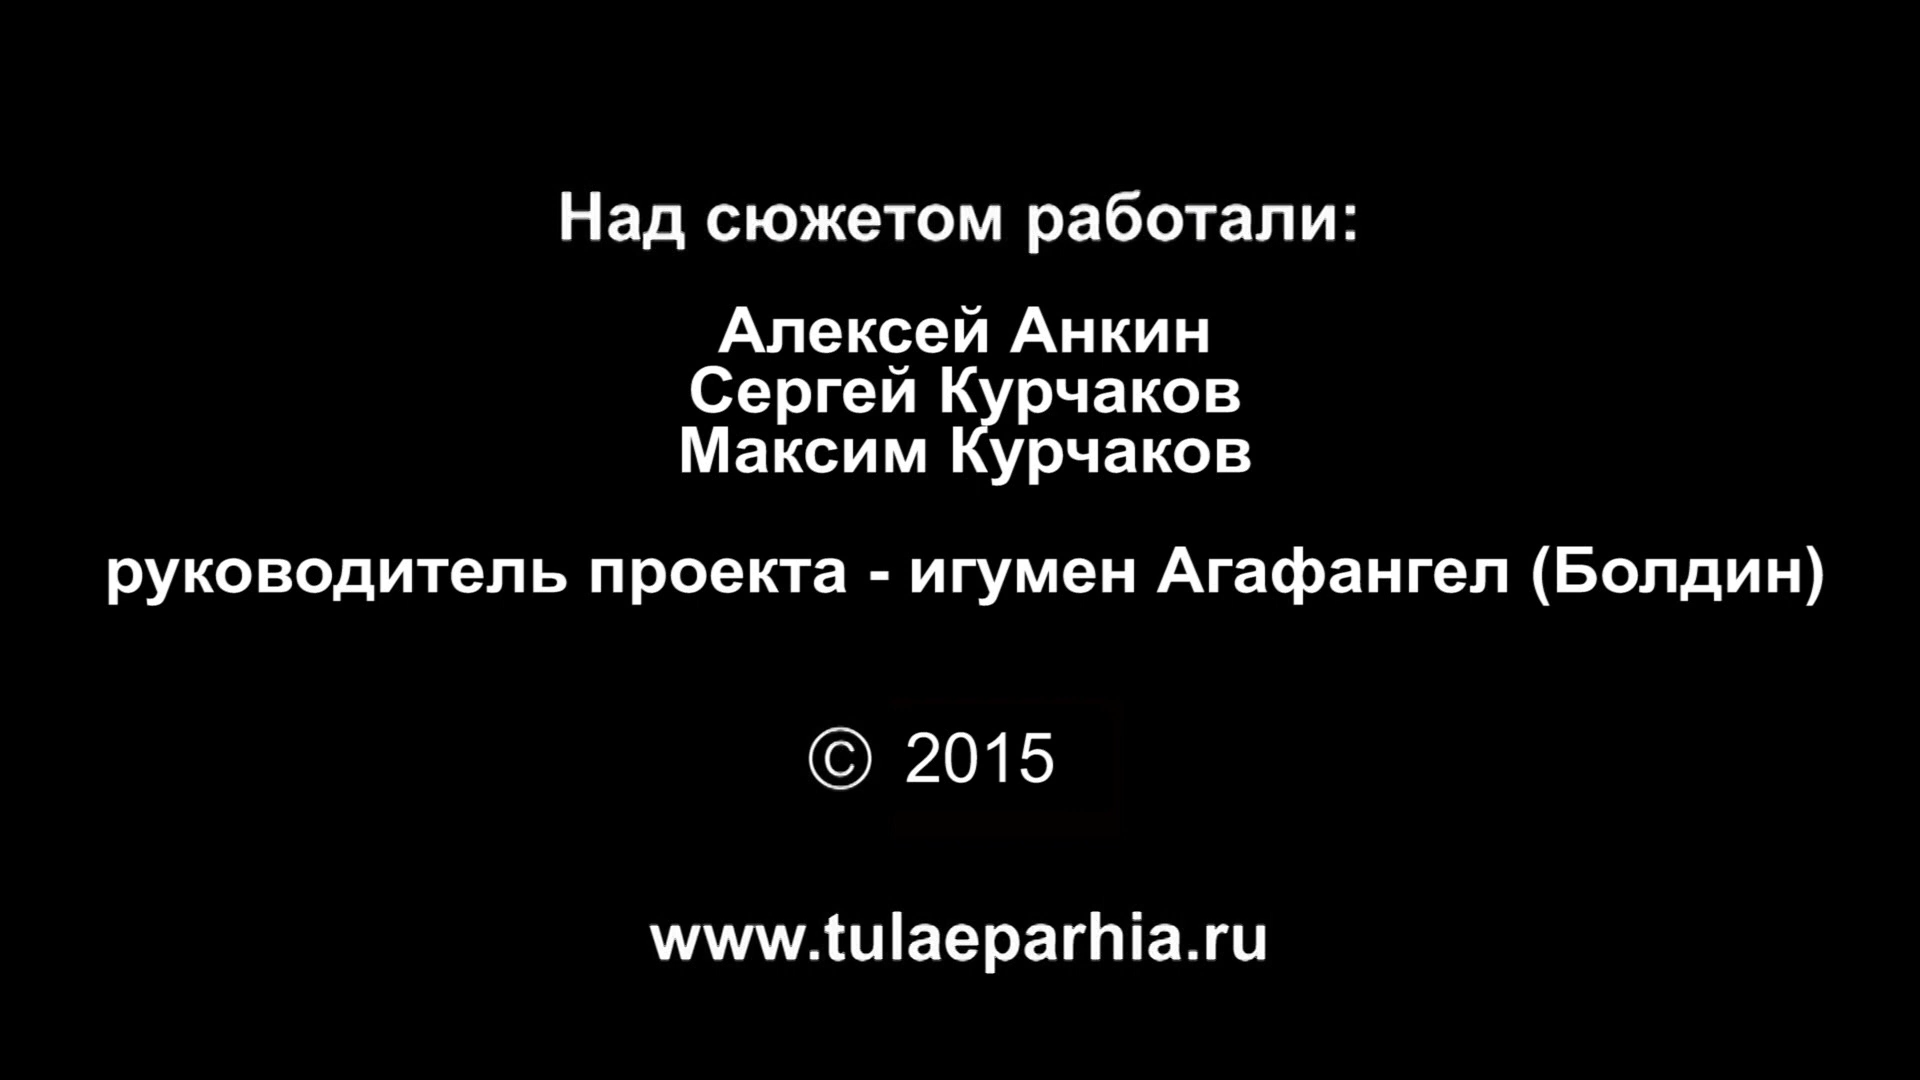 Над сюжетом работали:
Алексей Анкин
Сергей Курчаков
Максим Курчаков
руководитель проекта - игумен Агафангел (Болдин)
© 2015
www.tulaeparhia.ru